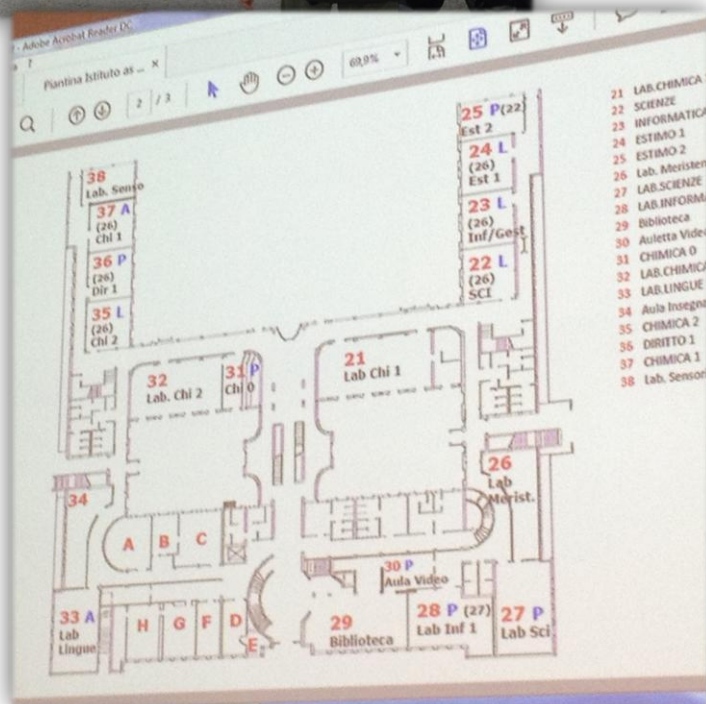 - Adobe Acrobat Reader DC
Piantina Istituto as ... ×
2 / 3
69,9%
38
Lab. Senso
37 A
(26)
Chi 1
36 P
(26)
Dir 1
35 L
(26)
Chi 2
25 P(22)
Est 2
24 L
(26)
Est 1
23 L
(26)
Inf/Gest
22 L
(26)
SCI
32
Lab. Chi 2
31 P
Chi 0
21
Lab Chi 1
34
A
B
C
26
Lab
Merist.
33 A
Lab
Lingue
H
G
F
D
E
30 P
Aula Video
29
Biblioteca
28 P (27)
Lab Inf 1
27 P
Lab Sci
21 LAB.CHIMICA
22 SCIENZE
23 INFORMATICA
24 ESTIMO 1
25 ESTIMO 2
26 Lab. Meristem
27 LAB.SCIENZE
28 LAB.INFORMA
29 Biblioteca
30 Auletta Video
31 CHIMICA 0
32 LAB.CHIMICA
33 LAB.LINGUE
34 Aula Insegna
35 CHIMICA 2
36 DIRITTO 1
37 CHIMICA 1
38 Lab. Sensor